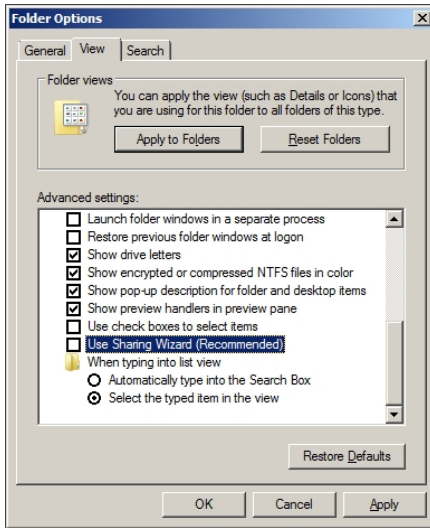 Folder Options
General View Search
Folder views
You can apply the view (such as Details or Icons) that
you are using for this folder to all folders of this type.
Apply to Folders Reset Folders
Advanced settings:
Launch folder windows in a separate process
Restore previous folder windows at logon
Show drive letters
Show encrypted or compressed NTFS files in color
Show pop-up description for folder and desktop items
Show preview handlers in preview pane
Use check boxes to select items
Use Sharing Wizard (Recommended)
When typing into list view
Automatically type into the Search Box
Select the typed item in the view
Restore Defaults
OK Cancel Apply